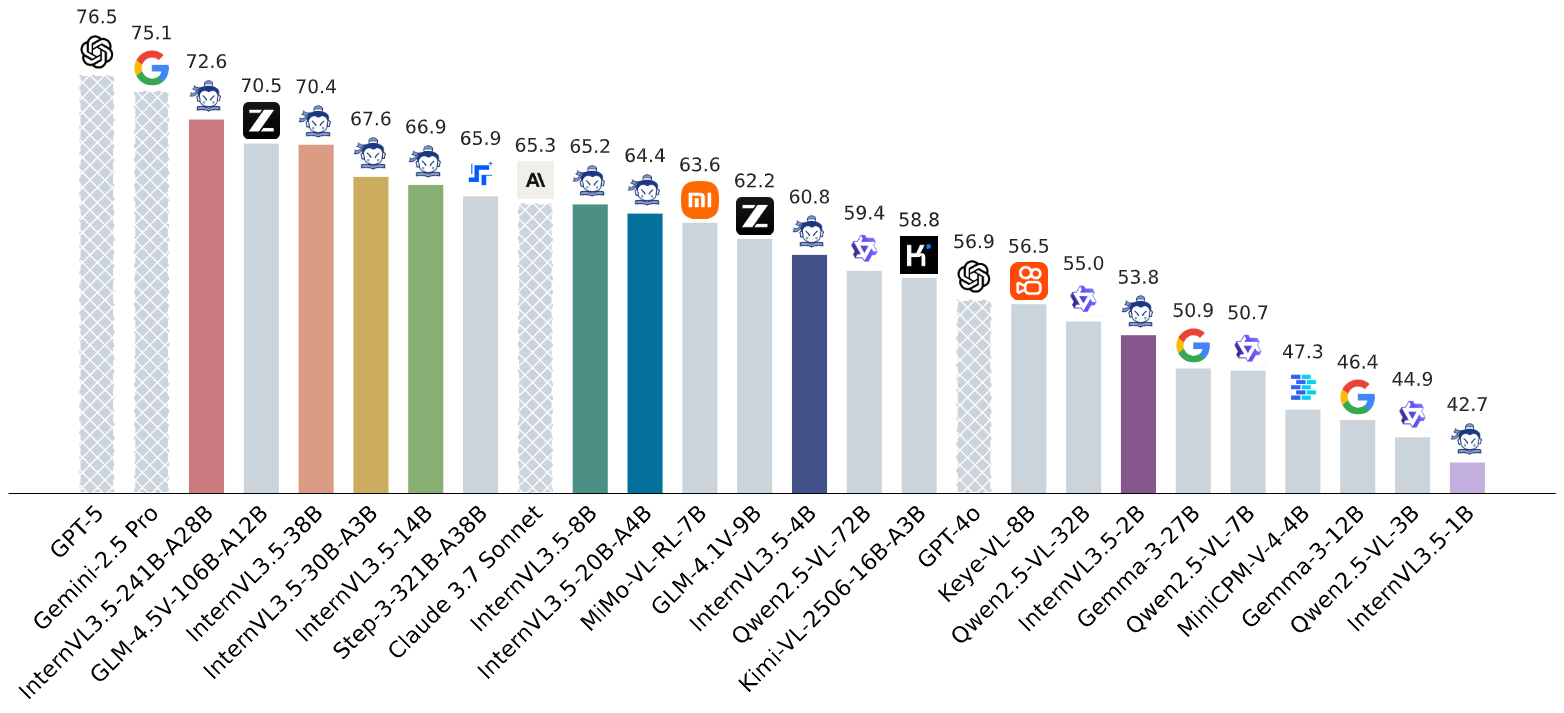 76.5
75.1
72.6
70.5
70.4
67.6
66.9
65.9
65.3
65.2
64.4
63.6
62.2
60.8
59.4
58.8
56.9
56.5
55.0
53.8
50.9
50.7
47.3
46.4
44.9
42.7
GPT-5
Gemini-2.5 Pro
InternVL3.5-241B-A28B
GLM-4.5V-106B-A12B
InternVL3.5-38B
InternVL3.5-30B-A3B
InternVL3.5-14B
Step3-321B-A38B
Claude 3.7 Sonnet
InternVL3.5-8B
InternVL3.5-20B-A4B
MiMo-VL-RL-7B
GLM-4.1V-9B
InternVL3.5-4B
Qwen2.5-VL-72B
Kimi-VL-2506-16B-A3B
GPT-4o
Keye-VL-8B
Qwen2.5-VL-32B
InternVL3.5-2B
Gemma-3-27B
Qwen2.5-VL-7B
MiniCPM-V-4-4B
Gemma-3-12B
Qwen2.5-VL-3B
InternVL3.5-1B